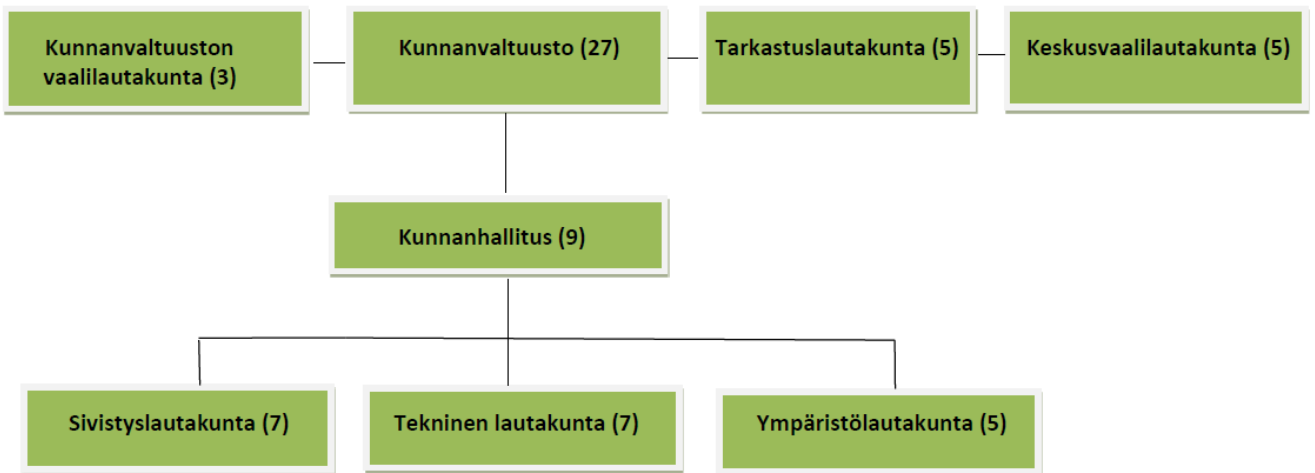 Kunnanvaltuuston
vaalilautakunta (3)
Kunnanvaltuusto (27)
Tarkastuslautakunta (5)
Keskusvaalilautakunta (5)
Kunnanhallitus (9)
Sivistyslautakunta (7)
Tekninen lautakunta (7)
Ympäristölautakunta (5)